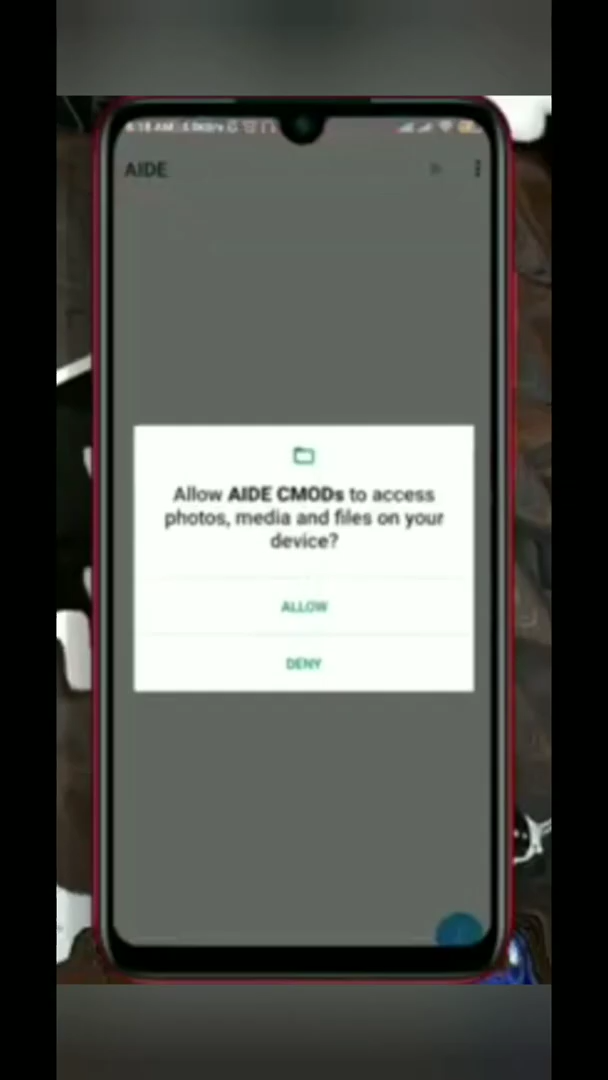 AIDE
Allow AIDE CMODs to access
photos, media and files on your
device?
ALLOW
DENY